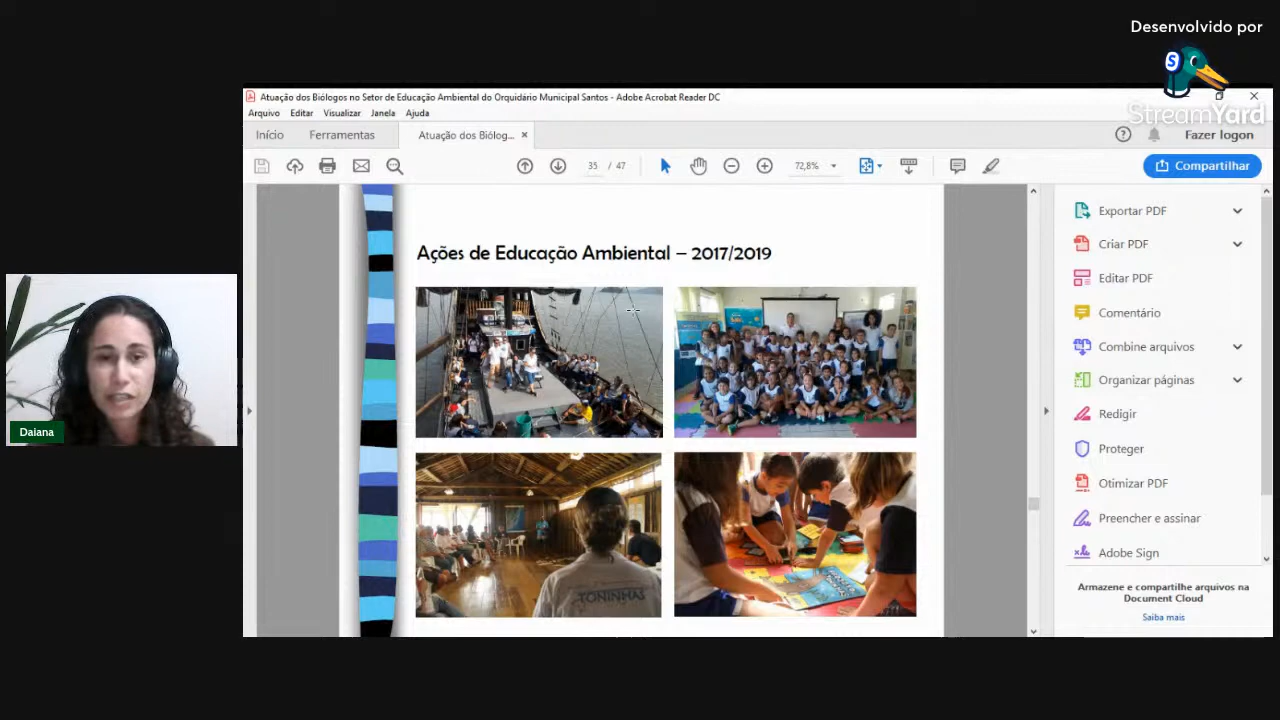 Desenvolvido por
S
StreamYard
Atuação dos Biólogos no Setor de Educação Ambiental do Orquidário Municipal Santos - Adobe Acrobat Reader DC
Arquivo Editar Visualizar Janela Ajuda
Início Ferramentas Atuação dos Biólog... ×
Fazer logon
35 / 47
72,8%
Compartilhar
Ações de Educação Ambiental – 2017/2019
TONINHAS
Exportar PDF
Criar PDF
Editar PDF
Comentário
Combine arquivos
Organizar páginas
Redigir
Proteger
Otimizar PDF
Preencher e assinar
Adobe Sign
Armazene e compartilhe arquivos na
Document Cloud
Saiba mais
Daiana